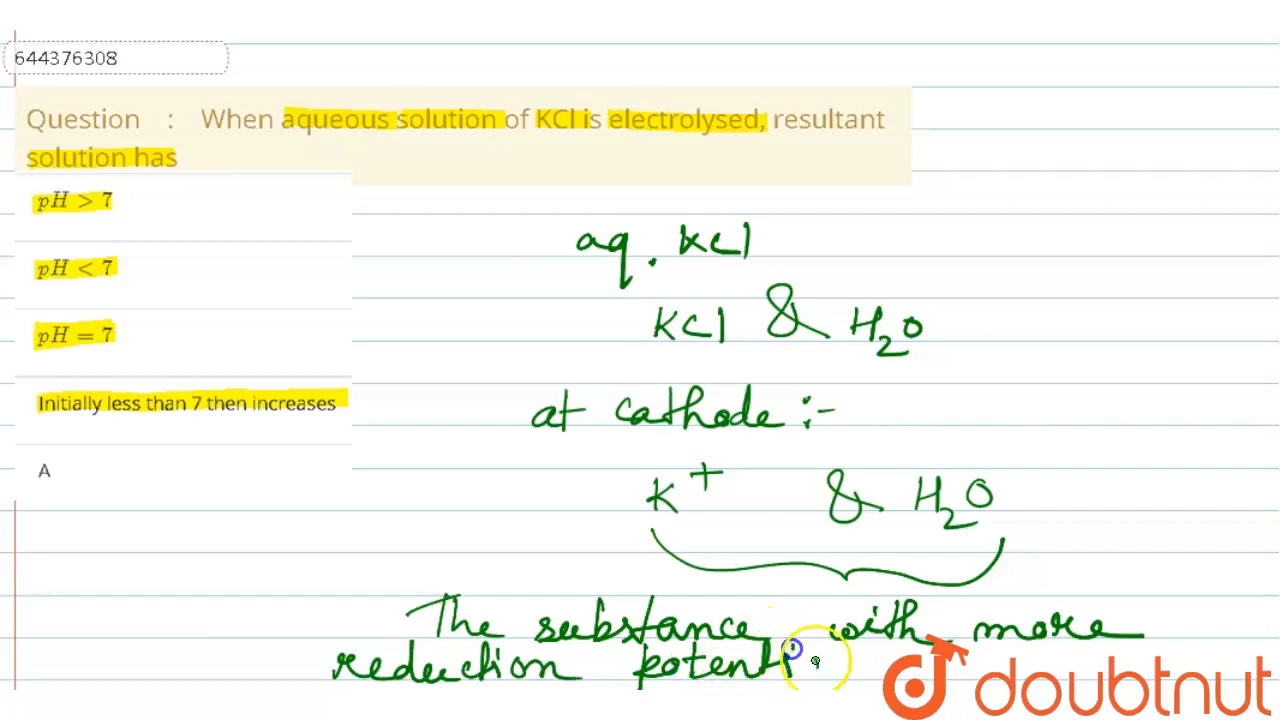 644376308
Question : When aqueous solution of KCl is electrolysed, resultant
solution has
pH > 7
pH < 7
pH = 7
Initially less than 7 then increases
A
aq. KCl
KCl & H₂O
at cathode :-
K⁺ & H₂O
The substance with more
reduction potenti
doubtnut